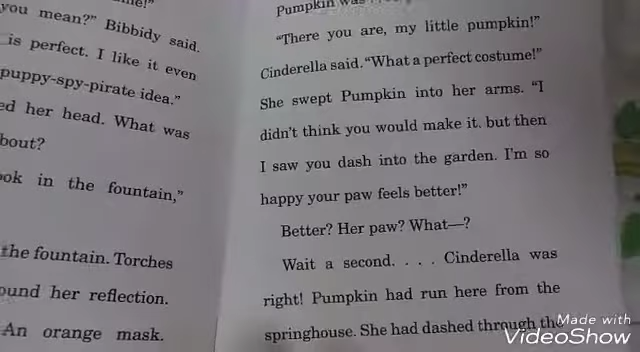 you mean?" Bibbidy said.
is perfect. I like it even
puppy-spy-pirate idea."
ed her head. What was
bout?
ook in the fountain,"
the fountain. Torches
ound her reflection.
An orange mask.
Pumpkin was
"There you are, my little pumpkin!"
Cinderella said. "What a perfect costume!"
She swept Pumpkin into her arms. "I
didn't think you would make it. but then
I saw you dash into the garden. I'm so
happy your paw feels better!"
Better? Her paw? What—?
Wait a second. . . . Cinderella was
right! Pumpkin had run here from the
springhouse. She had dashed through the
Made with
VideoShow